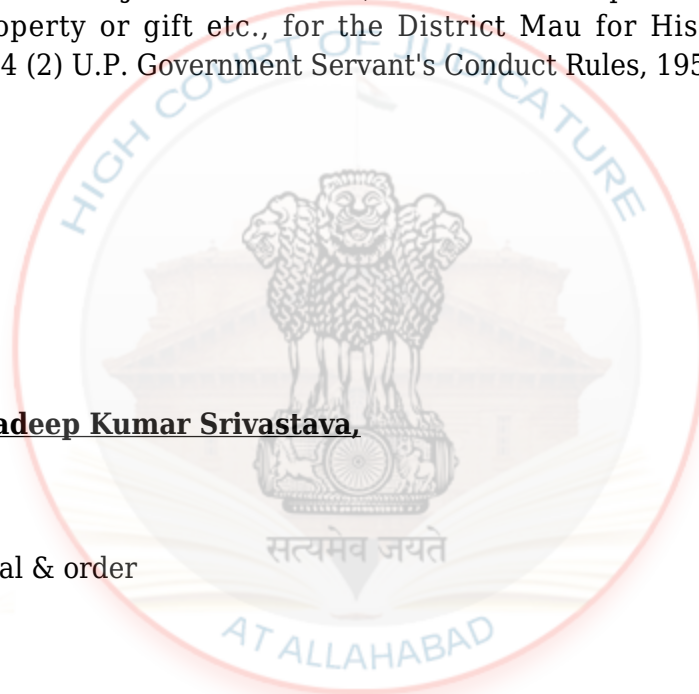 operty or gift etc., for the District Mau for His
4 (2) U.P. Government Servant's Conduct Rules, 195
HIGH COURT OF JUDICATURE
adeep Kumar Srivastava,
सत्यमेव जयते
al & order
AT ALLAHABAD